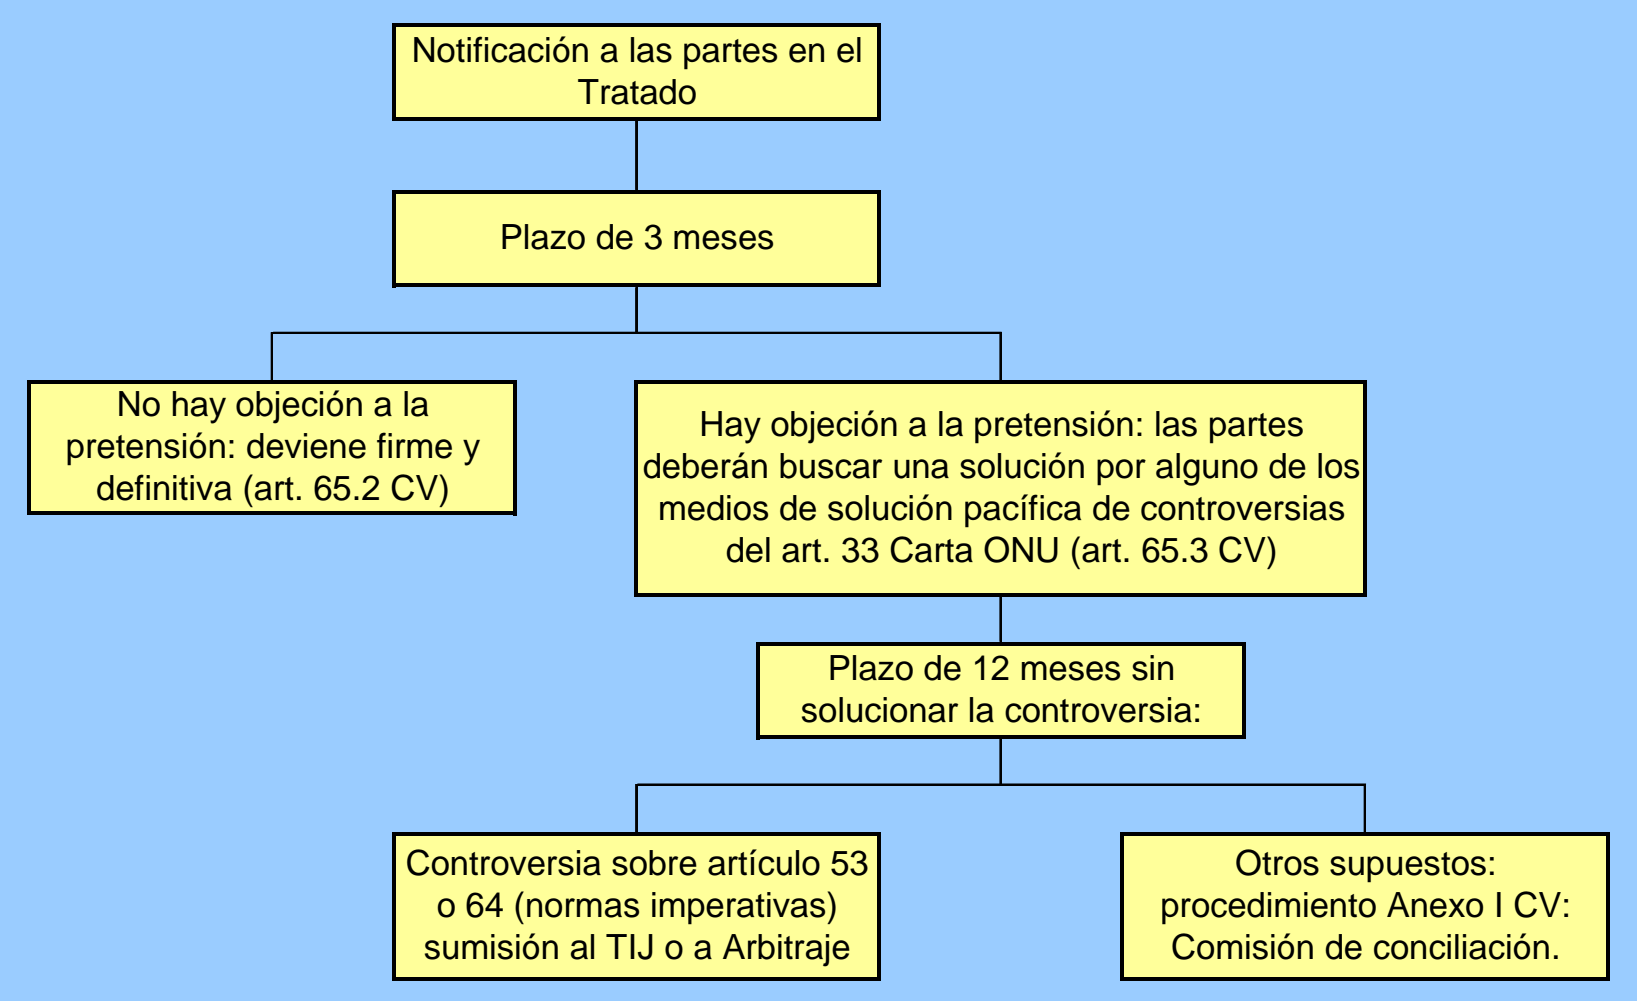 Notificación a las partes en el
Tratado
Plazo de 3 meses
No hay objeción a la
pretensión: deviene firme y
definitiva (art. 65.2 CV)
Hay objeción a la pretensión: las partes
deberán buscar una solución por alguno de los
medios de solución pacífica de controversias
del art. 33 Carta ONU (art. 65.3 CV)
Plazo de 12 meses sin
solucionar la controversia:
Controversia sobre artículo 53
o 64 (normas imperativas)
sumisión al TIJ o a Arbitraje
Otros supuestos:
procedimiento Anexo I CV:
Comisión de conciliación.